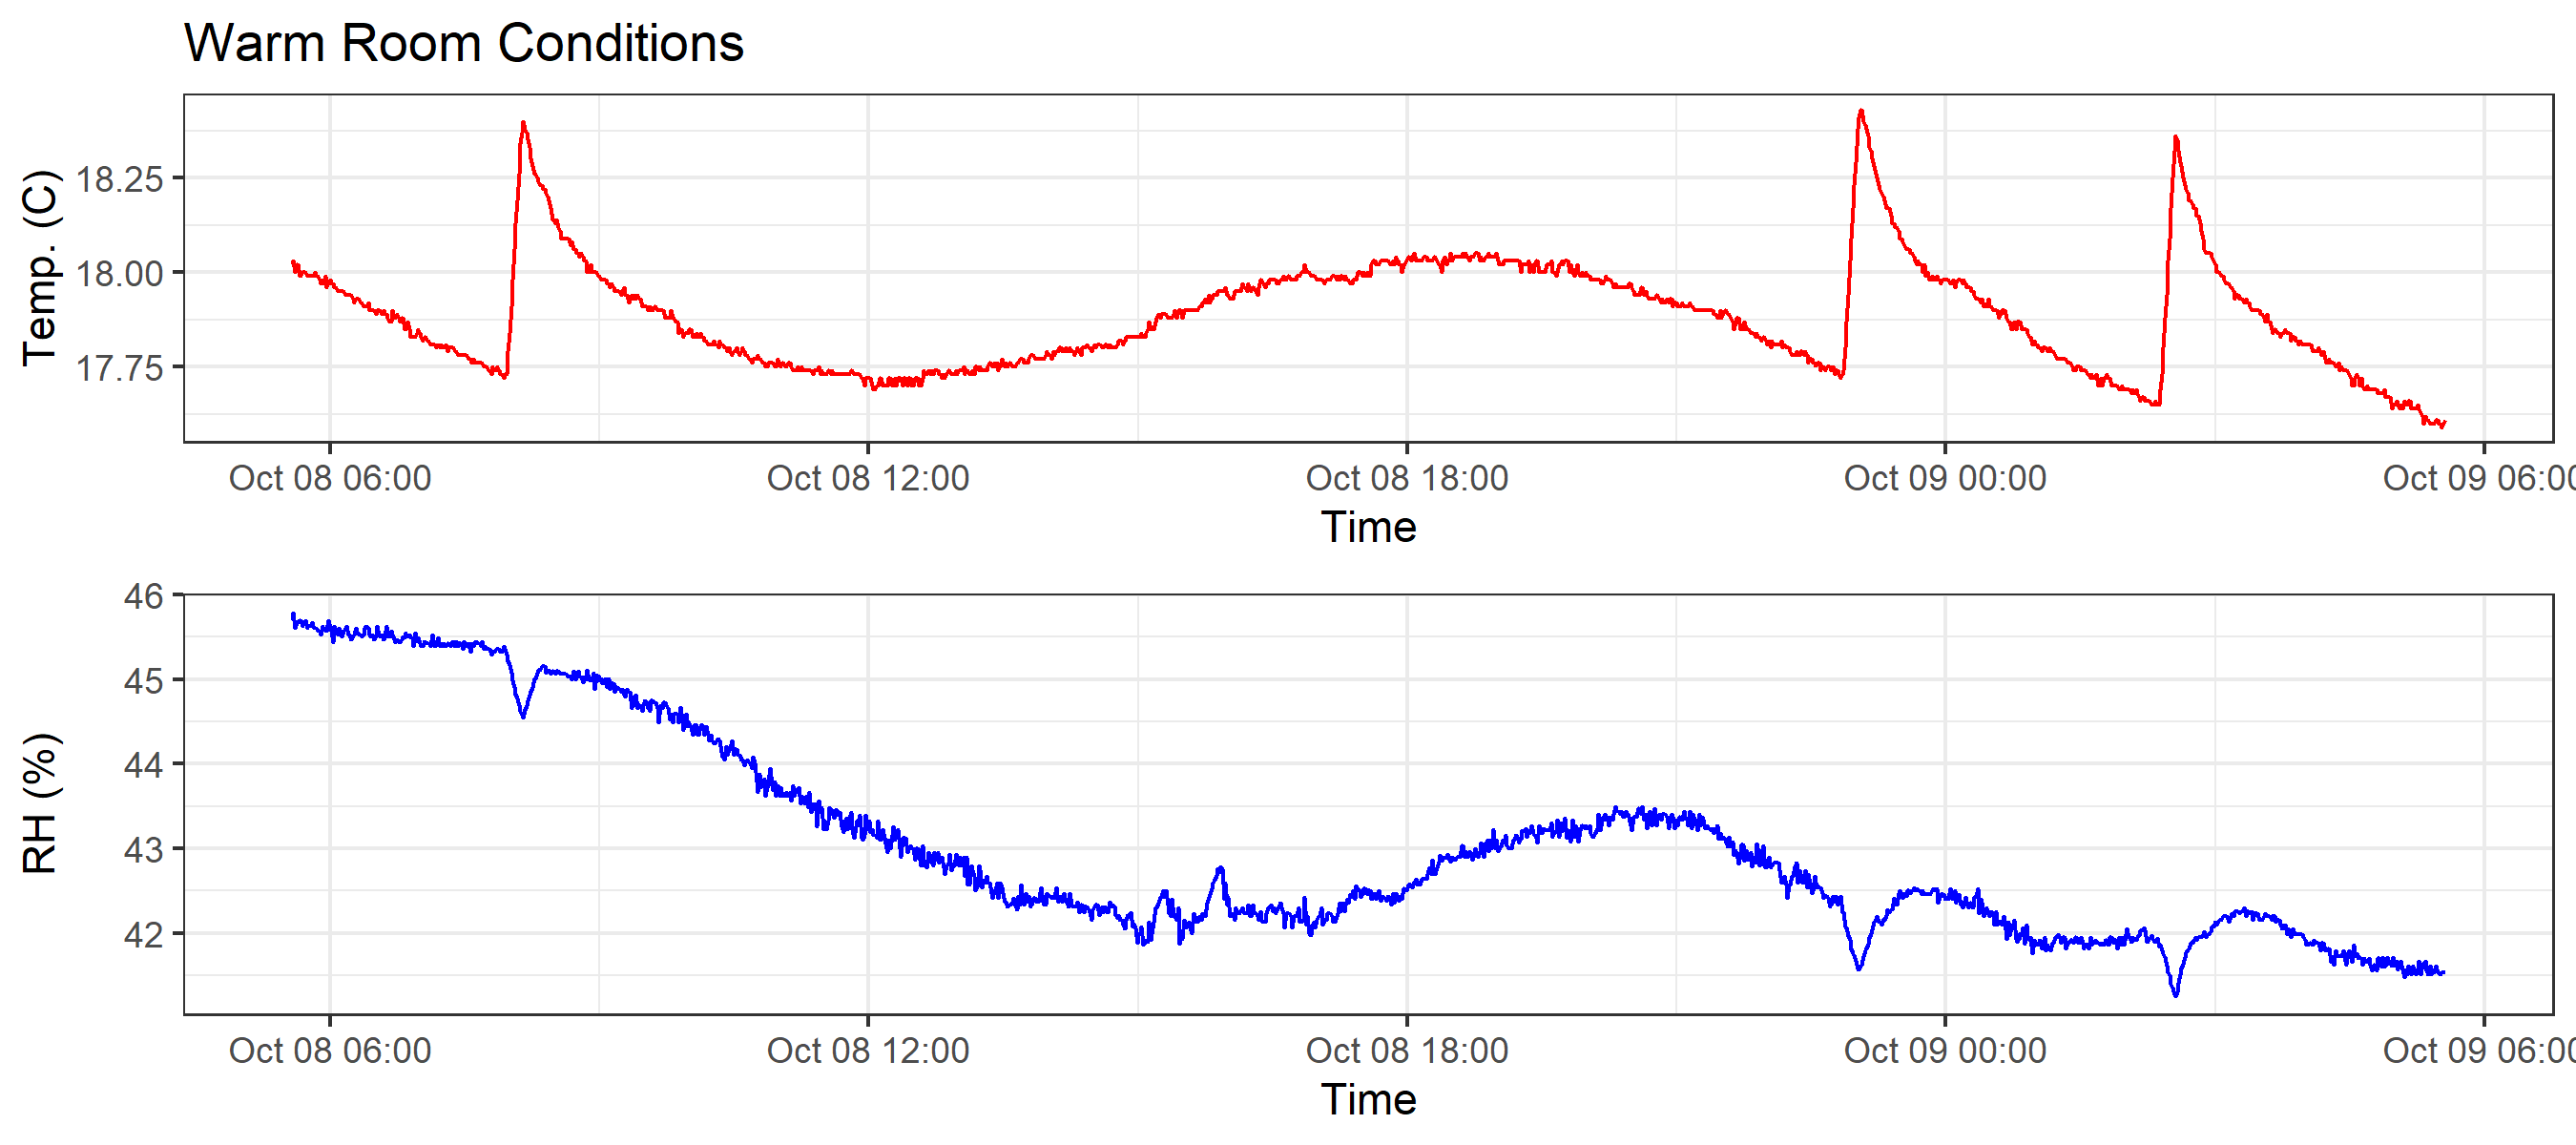 Warm Room Conditions
Temp. (C)
18.25
18.00
17.75
Oct 08 06:00 Oct 08 12:00 Oct 08 18:00 Oct 09 00:00 Oct 09 06:00
Time
RH (%)
46
45
44
43
42
Oct 08 06:00 Oct 08 12:00 Oct 08 18:00 Oct 09 00:00 Oct 09 06:00
Time